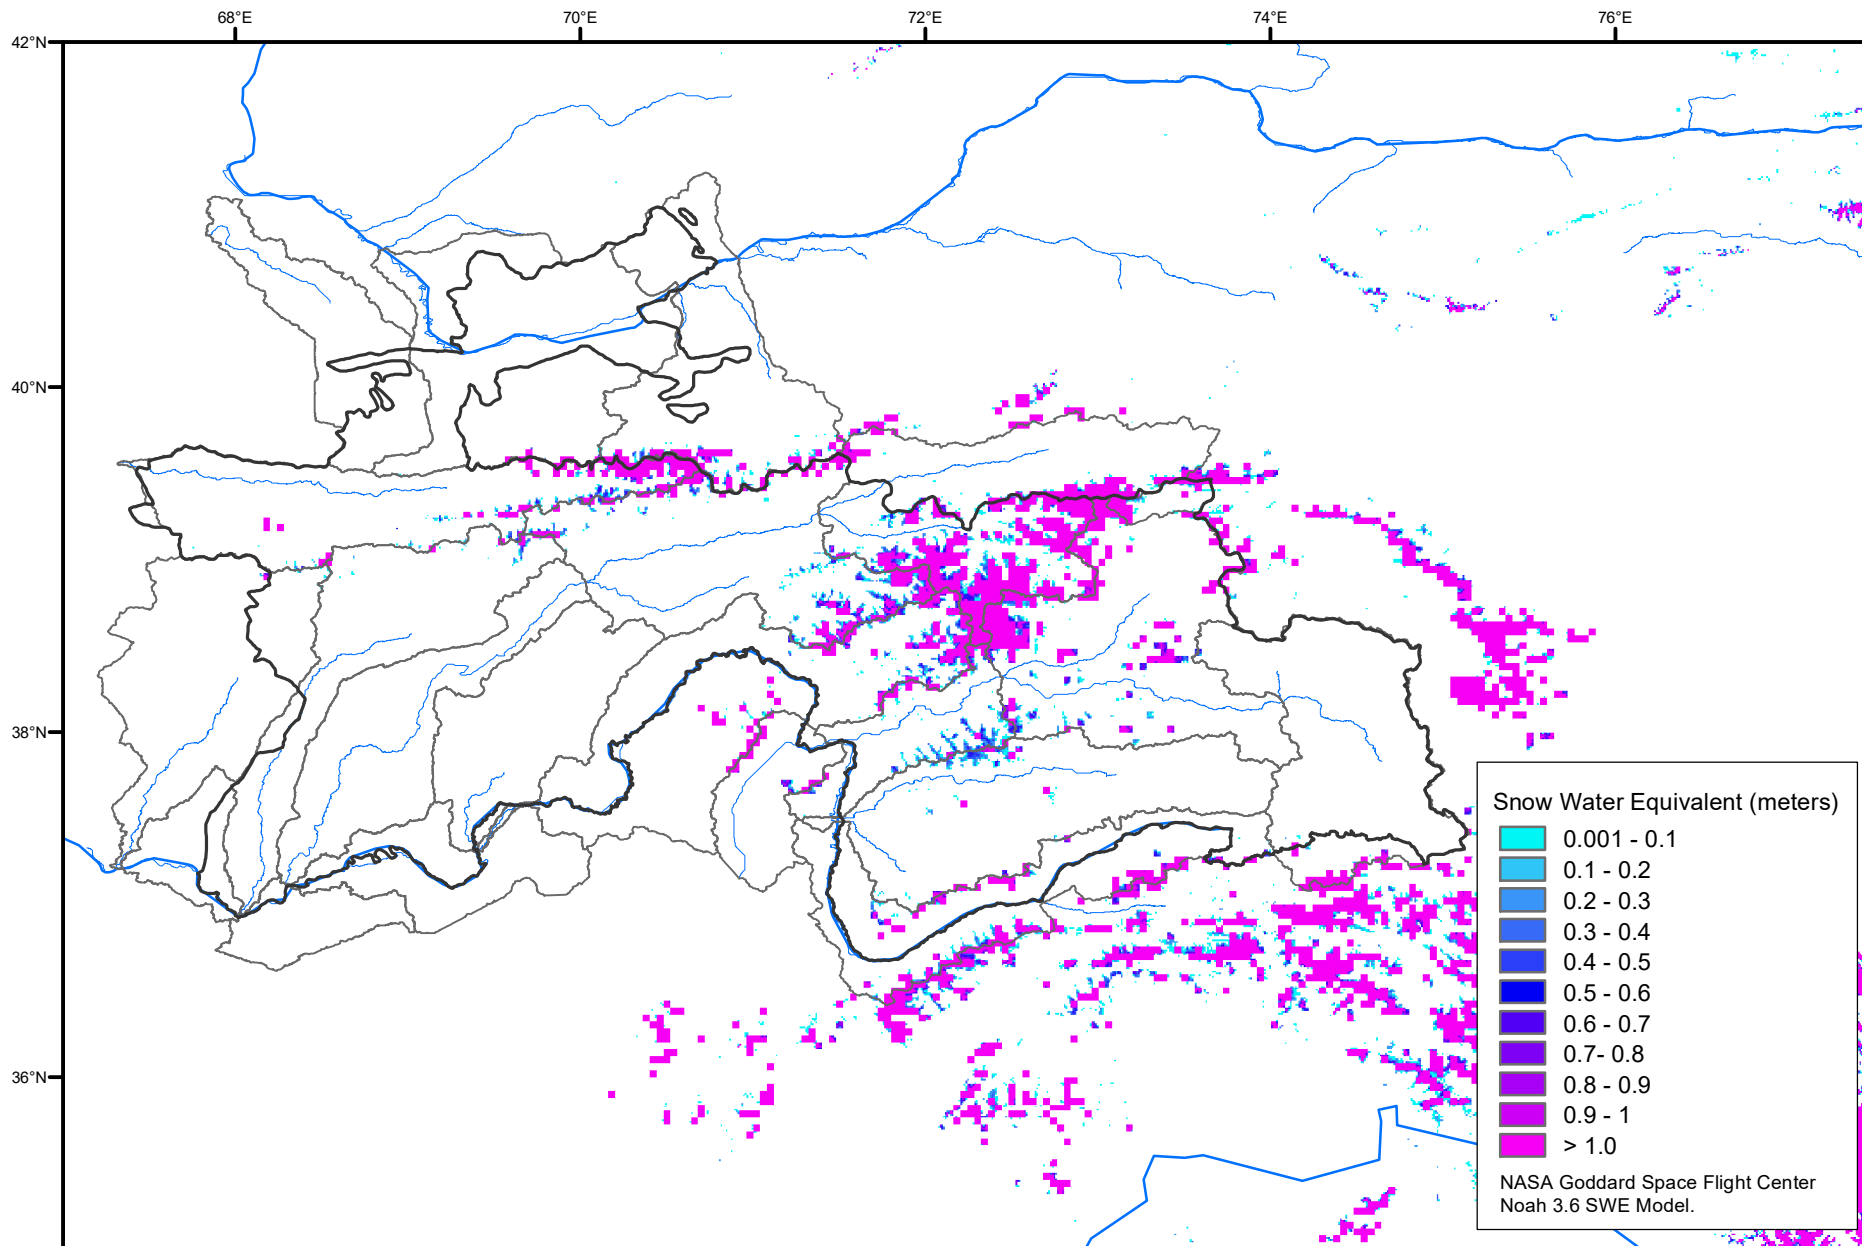 68°E 70°E 72°E 74°E 76°E
42°N
40°N
38°N
36°N
Snow Water Equivalent (meters)
0.001 - 0.1
0.1 - 0.2
0.2 - 0.3
0.3 - 0.4
0.4 - 0.5
0.5 - 0.6
0.6 - 0.7
0.7- 0.8
0.8 - 0.9
0.9 - 1
> 1.0
NASA Goddard Space Flight Center
Noah 3.6 SWE Model.